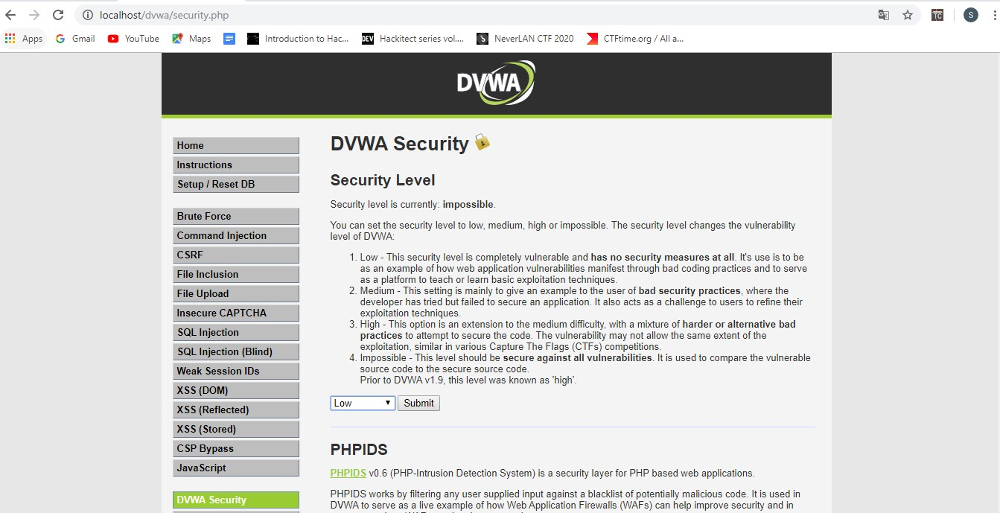 localhost/dvwa/security.php
TC
S
Apps
Gmail
YouTube
Maps
Introduction to Hac...
DEV
Hackitect series vol....
NeverLAN CTF 2020
CTFtime.org / All a...
DVWA
Home
Instructions
Setup / Reset DB
Brute Force
Command Injection
CSRF
File Inclusion
File Upload
Insecure CAPTCHA
SQL Injection
SQL Injection (Blind)
Weak Session IDs
XSS (DOM)
XSS (Reflected)
XSS (Stored)
CSP Bypass
JavaScript
DVWA Security
DVWA Security
Security Level
Security level is currently: impossible.
You can set the security level to low, medium, high or impossible. The security level changes the vulnerability
level of DVWA:
1. Low - This security level is completely vulnerable and has no security measures at all. It's use is to be
as an example of how web application vulnerabilities manifest through bad coding practices and to serve
as a platform to teach or learn basic exploitation techniques.
2. Medium - This setting is mainly to give an example to the user of bad security practices, where the
developer has tried but failed to secure an application. It also acts as a challenge to users to refine their
exploitation techniques.
3. High - This option is an extension to the medium difficulty, with a mixture of harder or alternative bad
practices to attempt to secure the code. The vulnerability may not allow the same extent of the
exploitation, similar in various Capture The Flags (CTFs) competitions.
4. Impossible - This level should be secure against all vulnerabilities. It is used to compare the vulnerable
source code to the secure source code.
Prior to DVWA v1.9, this level was known as 'high'.
Low
Submit
PHPIDS
PHPIDS v0.6 (PHP-Intrusion Detection System) is a security layer for PHP based web applications.
PHPIDS works by filtering any user supplied input against a blacklist of potentially malicious code. It is used in
DVWA to serve as a live example of how Web Application Firewalls (WAFs) can help improve security and in